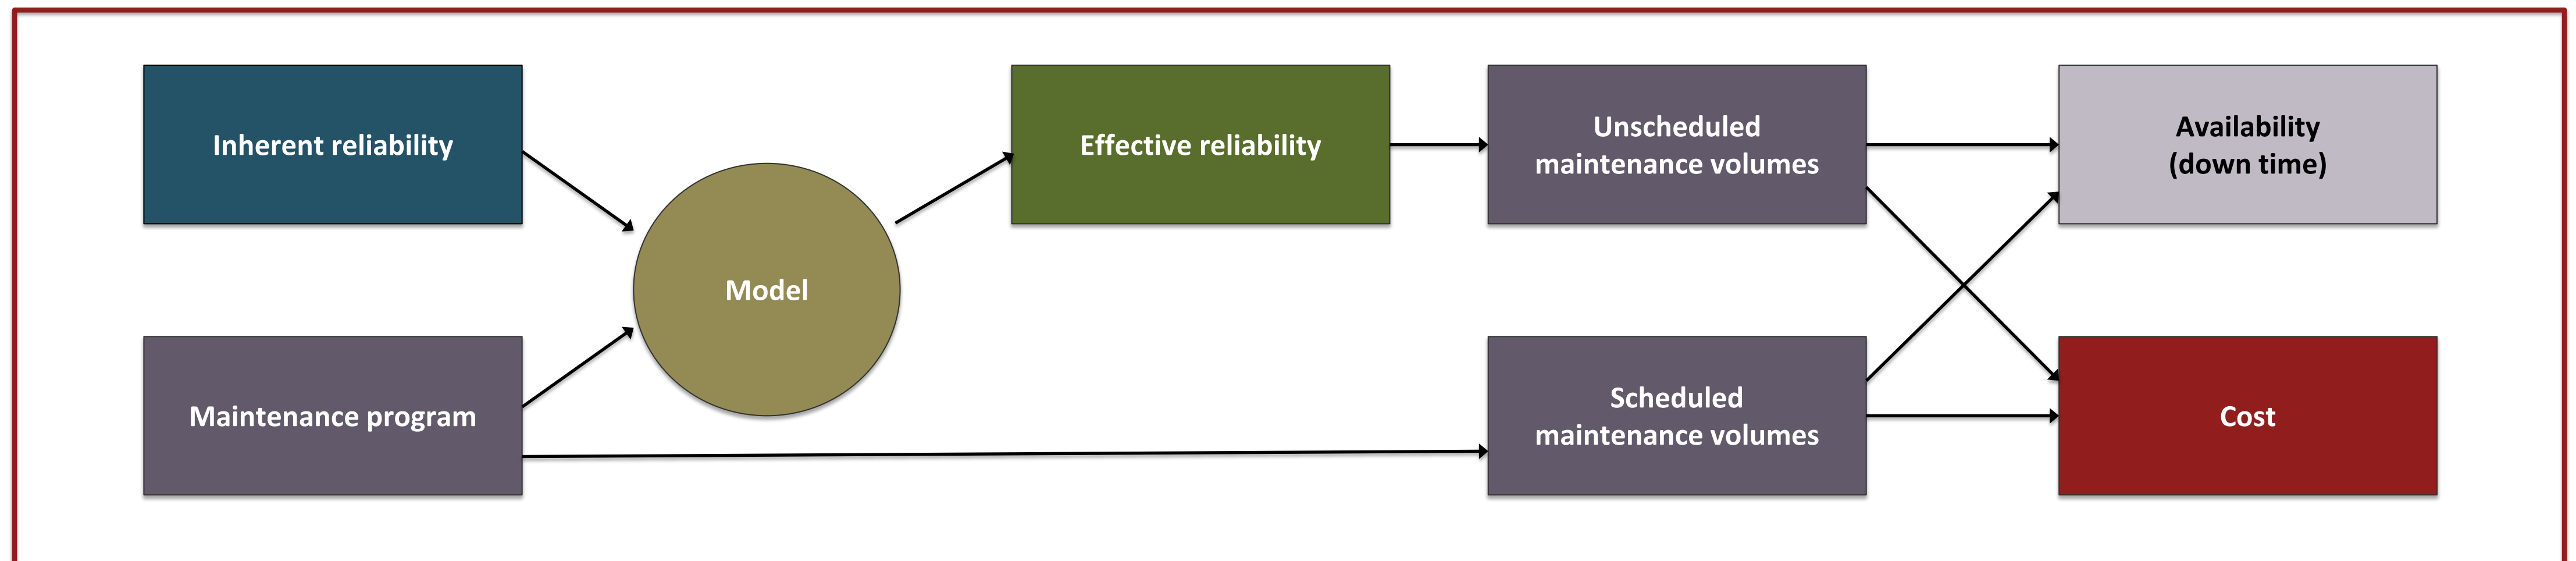 Inherent reliability
Effective reliability
Unscheduled
maintenance volumes
Availability
(down time)
Model
Maintenance program
Scheduled
maintenance volumes
Cost